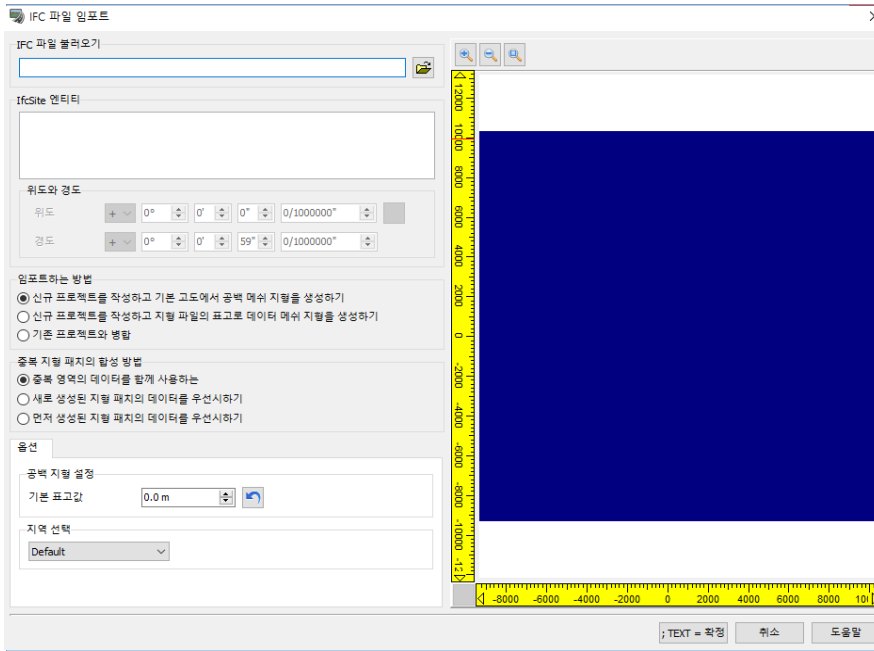 IFC 파일 임포트
IFC 파일 불러오기
IfcSite 엔티티
위도와 경도
위도 + 0° 0' 0" 0/1000000"
경도 + 0° 0' 59" 0/1000000"
임포트하는 방법
신규 프로젝트를 작성하고 기본 고도에서 공백 메쉬 지형을 생성하기
신규 프로젝트를 작성하고 지형 파일의 표고로 데이터 메쉬 지형을 생성하기
기존 프로젝트와 병합
중복 지형 패치의 합성 방법
중복 영역의 데이터를 함께 사용하는
새로 생성된 지형 패치의 데이터를 우선시하기
먼저 생성된 지형 패치의 데이터를 우선시하기
옵션
공백 지형 설정
기본 표고값 0.0 m
지역 선택
Default
12000
10000
8000
6000
4000
2000
0
-2000
-4000
-6000
-8000
-10000
-12
-8000 -6000 -4000 -2000 0 2000 4000 6000 8000 100
; TEXT = 확정 취소 도움말